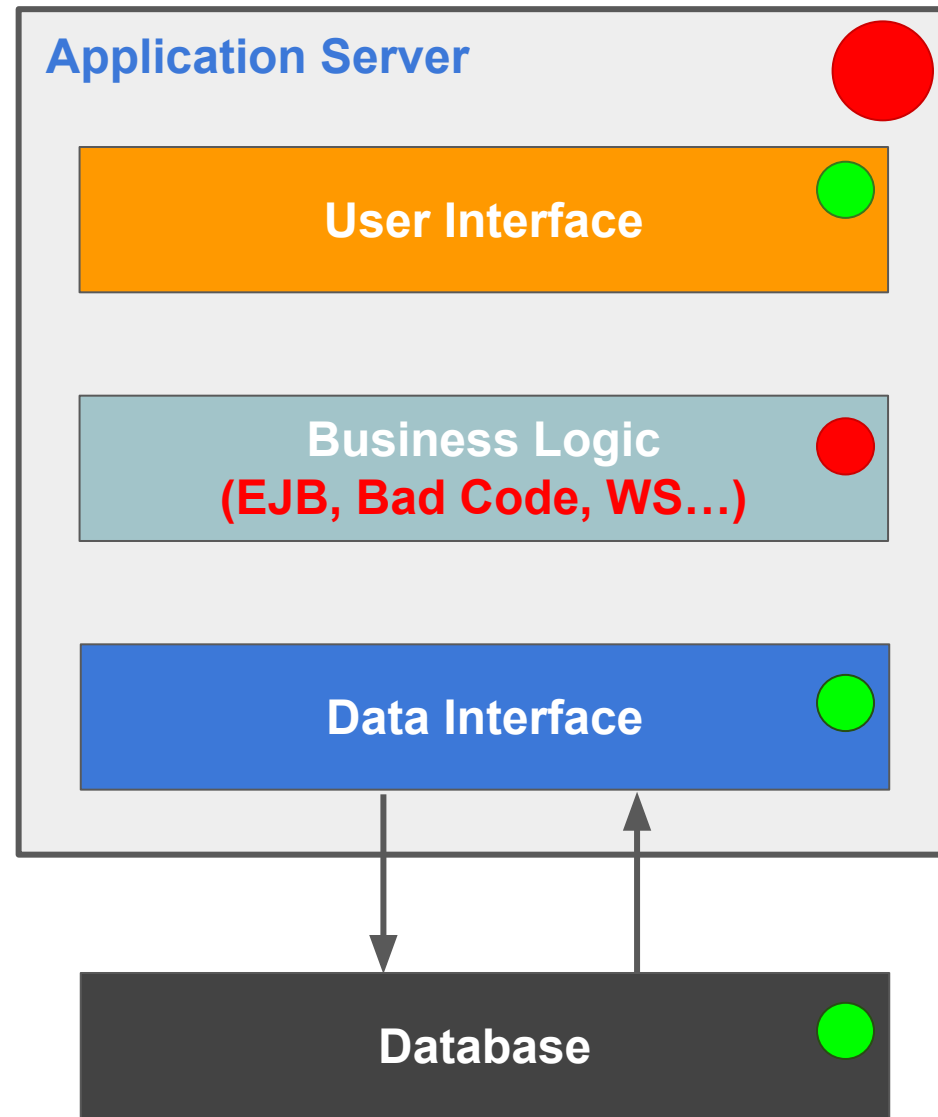 Application Server
User Interface
Business Logic
(EJB, Bad Code, WS…)
Data Interface
Database